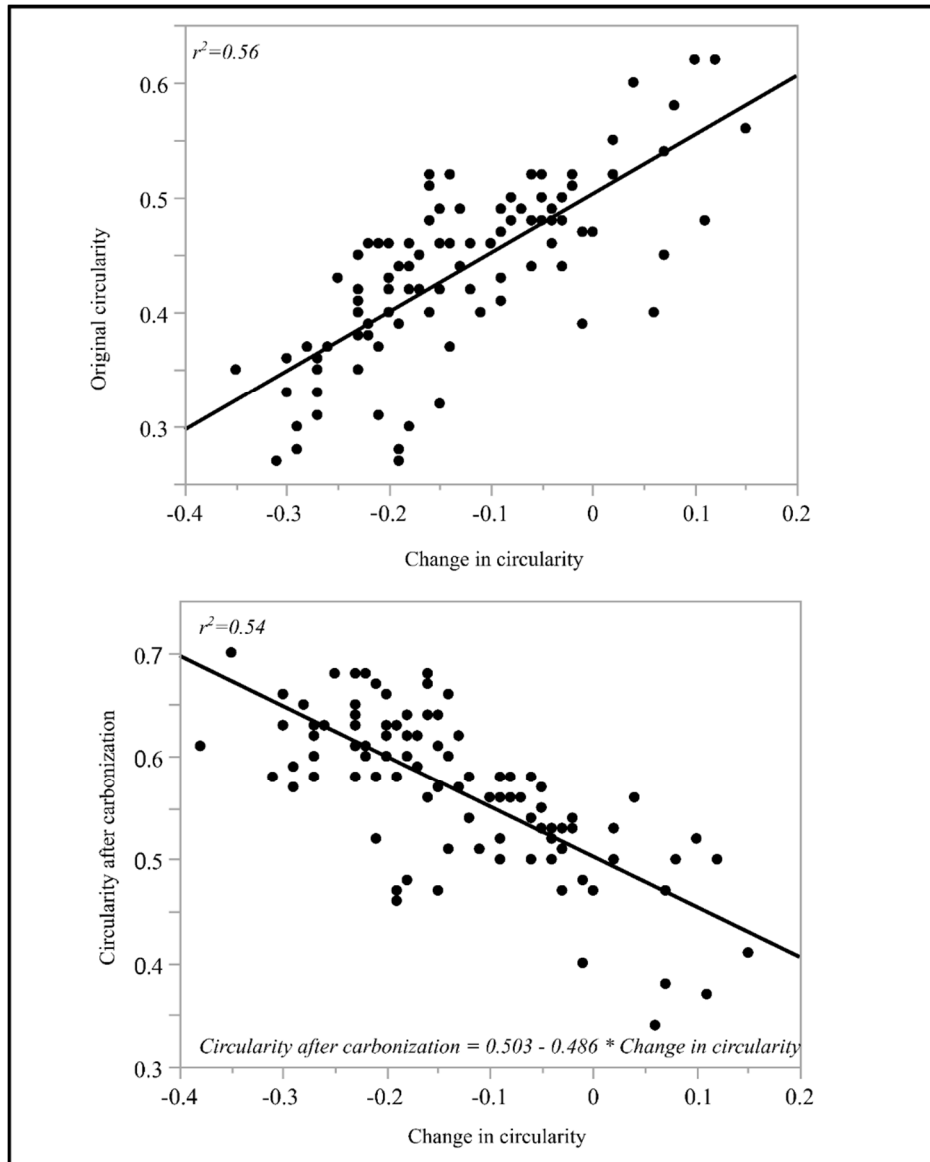 r²=0.56
0.6
0.5
0.4
0.3
Original circularity
-0.4 -0.3 -0.2 -0.1 0 0.1 0.2
Change in circularity
r²=0.54
0.7
0.6
0.5
0.4
0.3
Circularity after carbonization
Circularity after carbonization = 0.503 - 0.486 * Change in circularity
-0.4 -0.3 -0.2 -0.1 0 0.1 0.2
Change in circularity